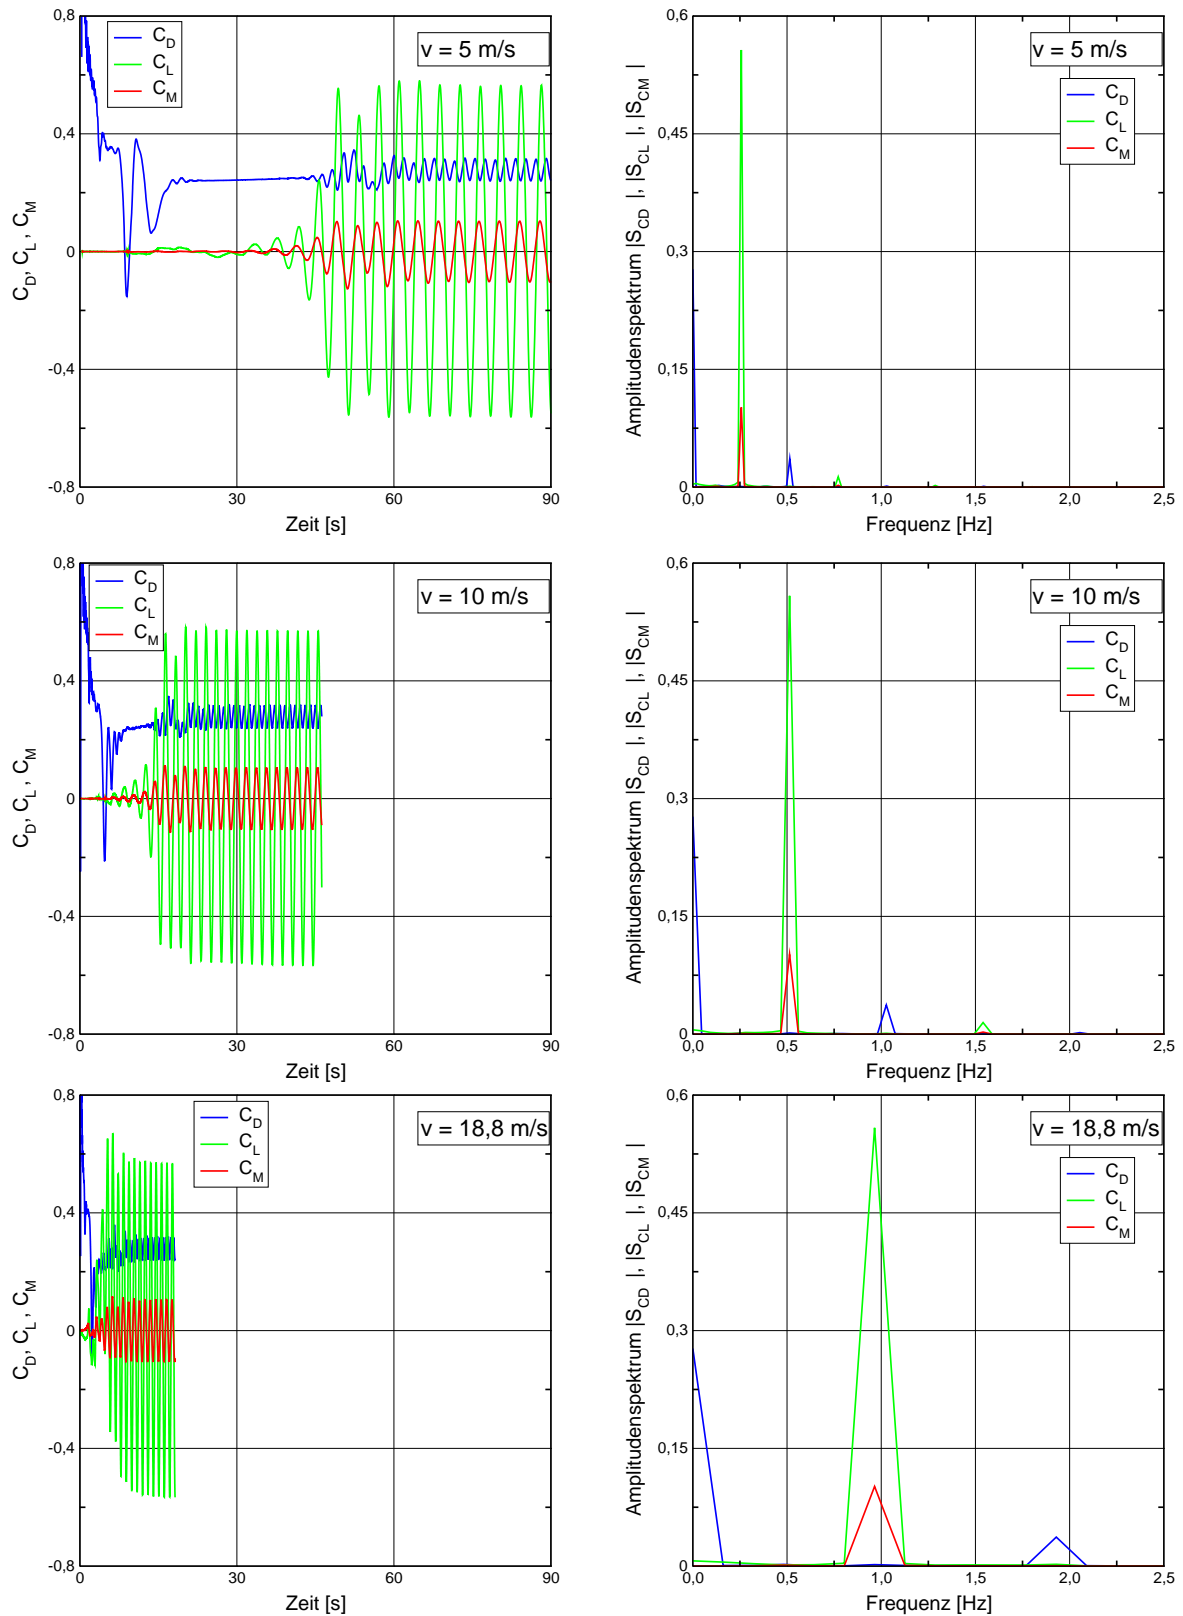 0,8
0,4
0
-0,4
-0,8
C_D, C_L , C_M
C_D
C_L
C_M
v = 5 m/s
0 30 60 90
Zeit [s]
0,6
0,45
0,3
0,15
0
Amplitudenspektrum |S_CD |, |S_CL |, |S_CM |
v = 5 m/s
C_D
C_L
C_M
0,0 0,5 1,0 1,5 2,0 2,5
Frequenz [Hz]
0,8
0,4
0
-0,4
-0,8
C_D, C_L , C_M
C_D
C_L
C_M
v = 10 m/s
0 30 60 90
Zeit [s]
0,6
0,45
0,3
0,15
0
Amplitudenspektrum |S_CD |, |S_CL |, |S_CM |
v = 10 m/s
C_D
C_L
C_M
0,0 0,5 1,0 1,5 2,0 2,5
Frequenz [Hz]
0,8
0,4
0
-0,4
-0,8
C_D, C_L , C_M
C_D
C_L
C_M
v = 18,8 m/s
0 30 60 90
Zeit [s]
0,6
0,45
0,3
0,15
0
Amplitudenspektrum |S_CD |, |S_CL |, |S_CM |
v = 18,8 m/s
C_D
C_L
C_M
0,0 0,5 1,0 1,5 2,0 2,5
Frequenz [Hz]